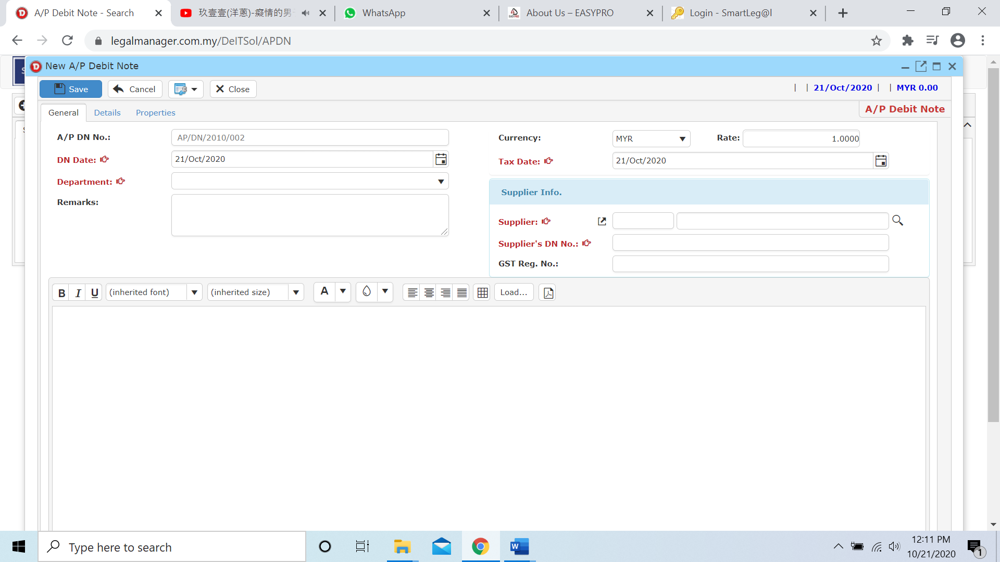 A/P Debit Note - Search
玖壹壹(洋蔥)-癡情的男
WhatsApp
About Us – EASYPRO
Login - SmartLeg@l
legalmanager.com.my/DeITSol/APDN
New A/P Debit Note
Save
Cancel
Close
| | 21/Oct/2020 | | MYR 0.00
General
Details
Properties
A/P Debit Note
A/P DN No.:
AP/DN/2010/002
Currency:
MYR
Rate:
1.0000
DN Date:
21/Oct/2020
Tax Date:
21/Oct/2020
Department:
Remarks:
Supplier Info.
Supplier:
Supplier's DN No.:
GST Reg. No.:
B I U
(inherited font)
(inherited size)
A
Load...
Type here to search
12:11 PM
10/21/2020
1